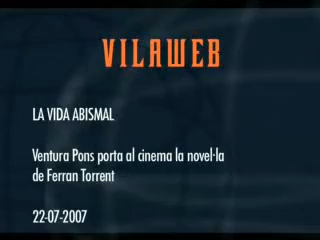 VILAWEB
LA VIDA ABISMAL
Ventura Pons porta al cinema la novel·la
de Ferran Torrent
22-07-2007